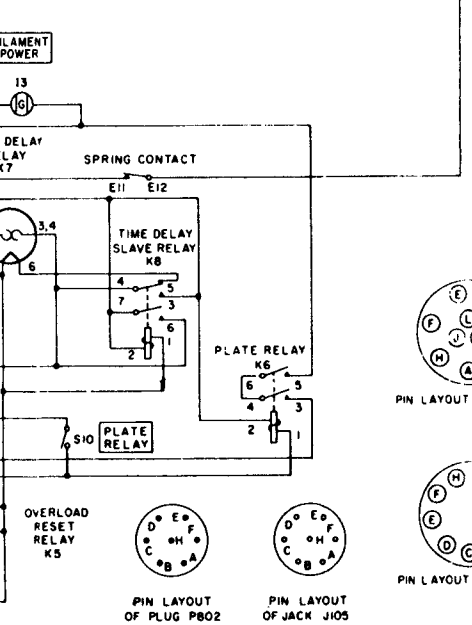 ILAMENT
POWER
13
G
DELAY
LAY
K7
SPRING CONTACT
E11 E12
3,4
6
TIME DELAY
SLAVE RELAY
K8
4
5
7
3
6
2
1
PLATE RELAY
K6
6
5
4
3
2
1
S10
PLATE
RELAY
OVERLOAD
RESET
RELAY
K5
D E F
C H
B A
PIN LAYOUT
OF PLUG P802
D E F
C H
B A
PIN LAYOUT
OF JACK J105
E
F L
J
H
A
PIN LAYOUT
H
F
E
D
C
PIN LAYOUT